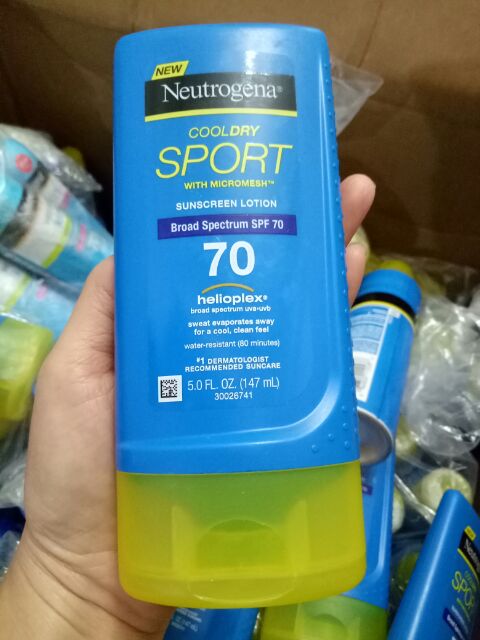 NEW
Neutrogena®
COOLDRY
SPORT
WITH MICROMESH™
SUNSCREEN LOTION
Broad Spectrum SPF 70
70
helioplex®
broad spectrum uva•uvb
sweat evaporates away
for a cool, clean feel
water-resistant (80 minutes)
#1 DERMATOLOGIST
RECOMMENDED SUNCARE
5.0 FL. OZ. (147 mL)
30026741
SPORT